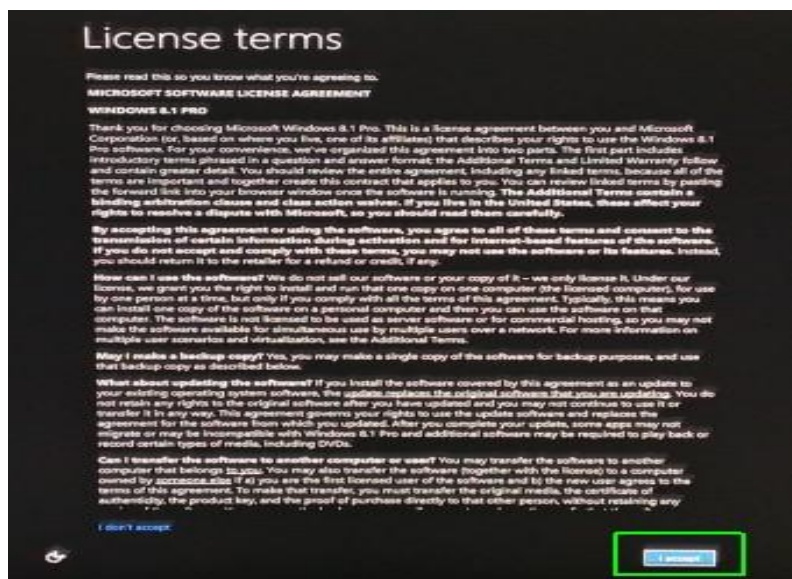 License terms
Please read this so you know what you're agreeing to.
MICROSOFT SOFTWARE LICENSE AGREEMENT
WINDOWS 8.1 PRO
Thank you for choosing Microsoft Windows 8.1 Pro. This is a license agreement between you and Microsoft
Corporation (or, based on where you live, one of its affiliates) that describes your rights to use the Windows 8.1
Pro software. For your convenience, we've organized this agreement into two parts. The first part includes
introductory terms phrased in a question and answer format; the Additional Terms and Limited Warranty follow
and contain greater detail. You should review the entire agreement, including any linked terms, because all of the
terms are important and together create this contract that applies to you. You can review linked terms by pasting
the forward link into your browser window once the software is running. The Additional Terms contain a
binding arbitration clause and class action waiver. If you live in the United States, these affect your
rights to resolve a dispute with Microsoft, so you should read them carefully.
By accepting this agreement or using the software, you agree to all of these terms and consent to the
transmission of certain information during activation and for internet-based features of the software.
If you do not accept and comply with these terms, you may not use the software or its features. Instead,
you should return it to the retailer for a refund or credit, if any.
How can I use the software? We do not sell our software or your copy of it – we only license it. Under our
license, we grant you the right to install and run that one copy on one computer (the licensed computer), for use
by one person at a time, but only if you comply with all the terms of this agreement. Typically, this means you
can install one copy of the software on a personal computer and then you can use the software on that
computer. The software is not licensed to be used as server software or for commercial hosting, so you may not
make the software available for simultaneous use by multiple users over a network. For more information on
multiple user scenarios and virtualization, see the Additional Terms.
May I make a backup copy? Yes, you may make a single copy of the software for backup purposes, and use
that backup copy as described below.
What about updating the software? If you install the software covered by this agreement as an update to
your existing operating system software, the update replaces the original software that you are updating. You do
not retain any rights to the original software after you have updated and you may not continue to use it or
transfer it in any way. This agreement governs your rights to use the update software and replaces the
agreement for the software from which you updated. After you complete your update, some apps may not
migrate or may be incompatible with Windows 8.1 Pro and additional software may be required to play back or
record certain types of media, including DVDs.
Can I transfer the software to another computer or user? You may transfer the software to another
computer that belongs to you. You may also transfer the software (together with the license) to a computer
owned by someone else if a) you are the first licensed user of the software and b) the new user agrees to the
terms of this agreement. To make that transfer, you must transfer the original media, the certificate of
authenticity, the product key, and the proof of purchase directly to that other person, without retaining any
I don't accept
I accept